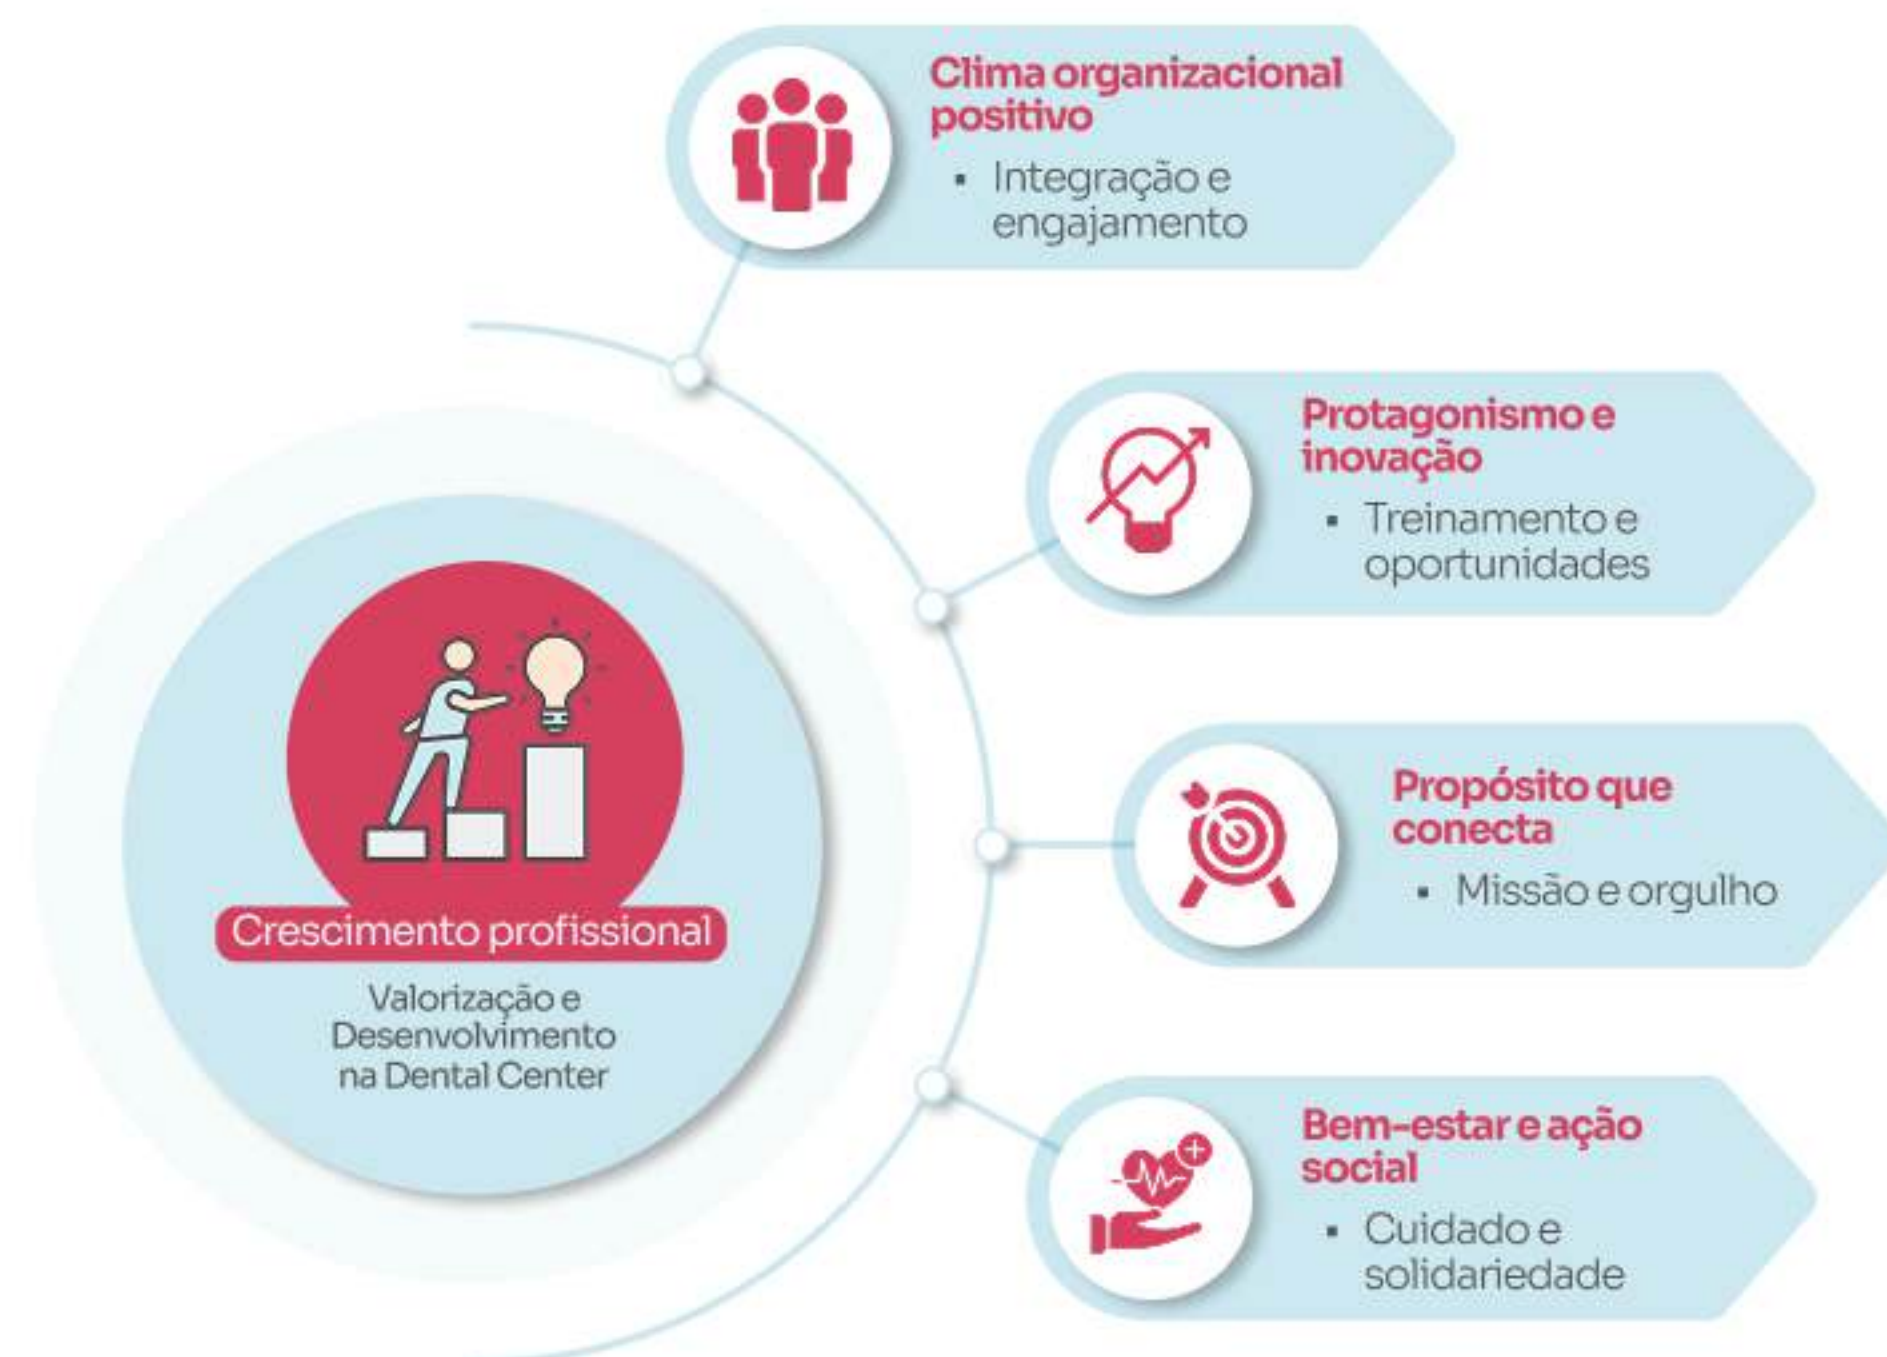 Clima organizacional
positivo
▪ Integração e
engajamento
Protagonismo e
inovação
▪ Treinamento e
oportunidades
Crescimento profissional
Valorização e
Desenvolvimento
na Dental Center
Propósito que
conecta
▪ Missão e orgulho
Bem-estar e ação
social
▪ Cuidado e
solidariedade